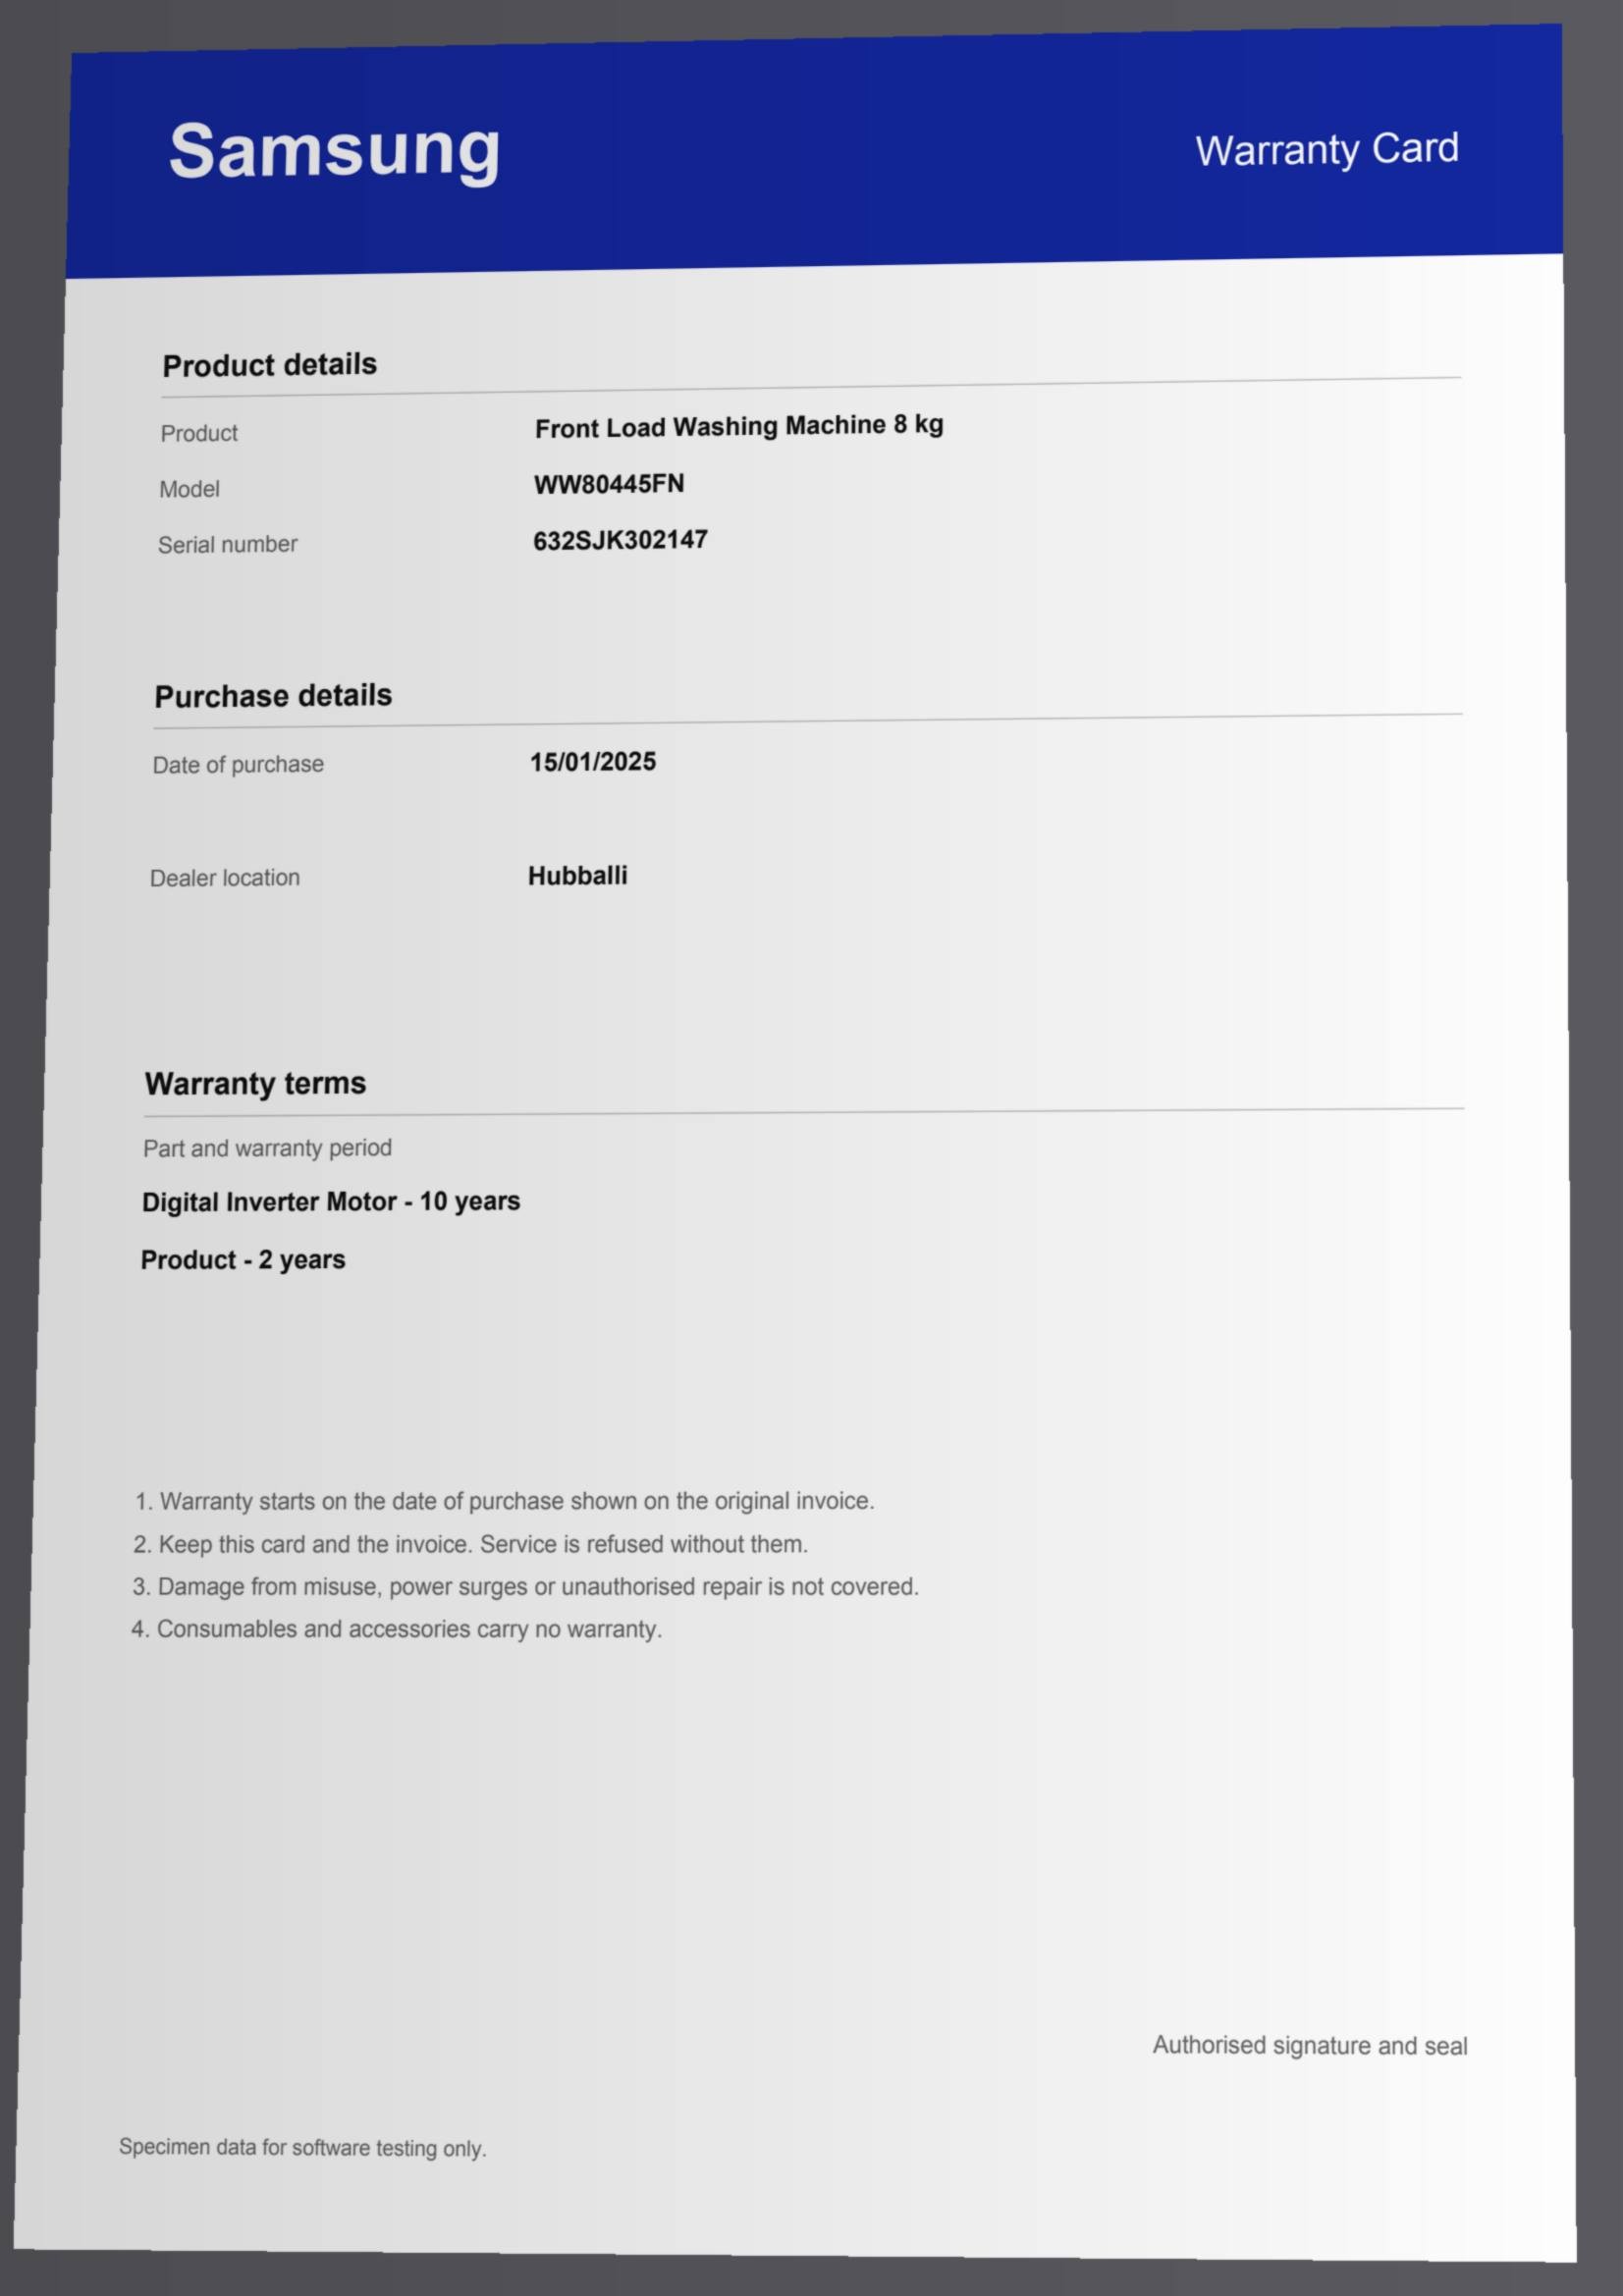 Samsung
Warranty Card
Product details
Product Front Load Washing Machine 8 kg
Model WW80445FN
Serial number 632SJK302147
Purchase details
Date of purchase 15/01/2025
Dealer location Hubballi
Warranty terms
Part and warranty period
Digital Inverter Motor - 10 years
Product - 2 years
1. Warranty starts on the date of purchase shown on the original invoice.
2. Keep this card and the invoice. Service is refused without them.
3. Damage from misuse, power surges or unauthorised repair is not covered.
4. Consumables and accessories carry no warranty.
Authorised signature and seal
Specimen data for software testing only.